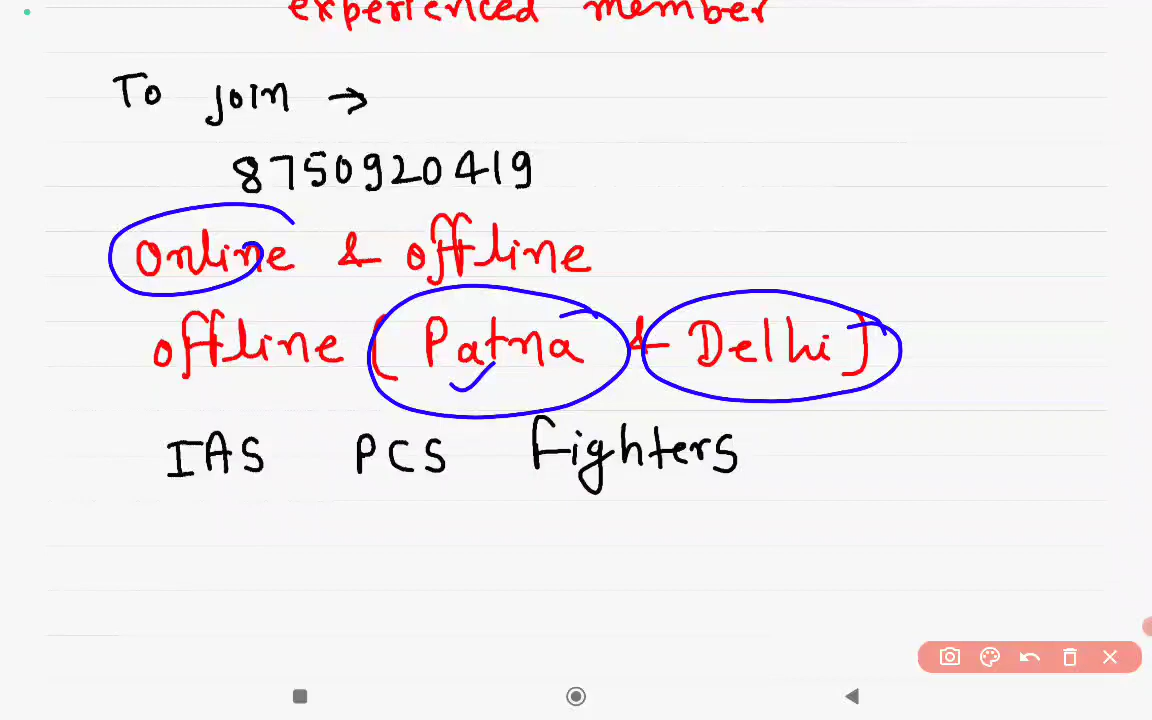 experienced member
To join →
8750920419
Online & offline
offline (Patna & Delhi)
IAS PCS Fighters